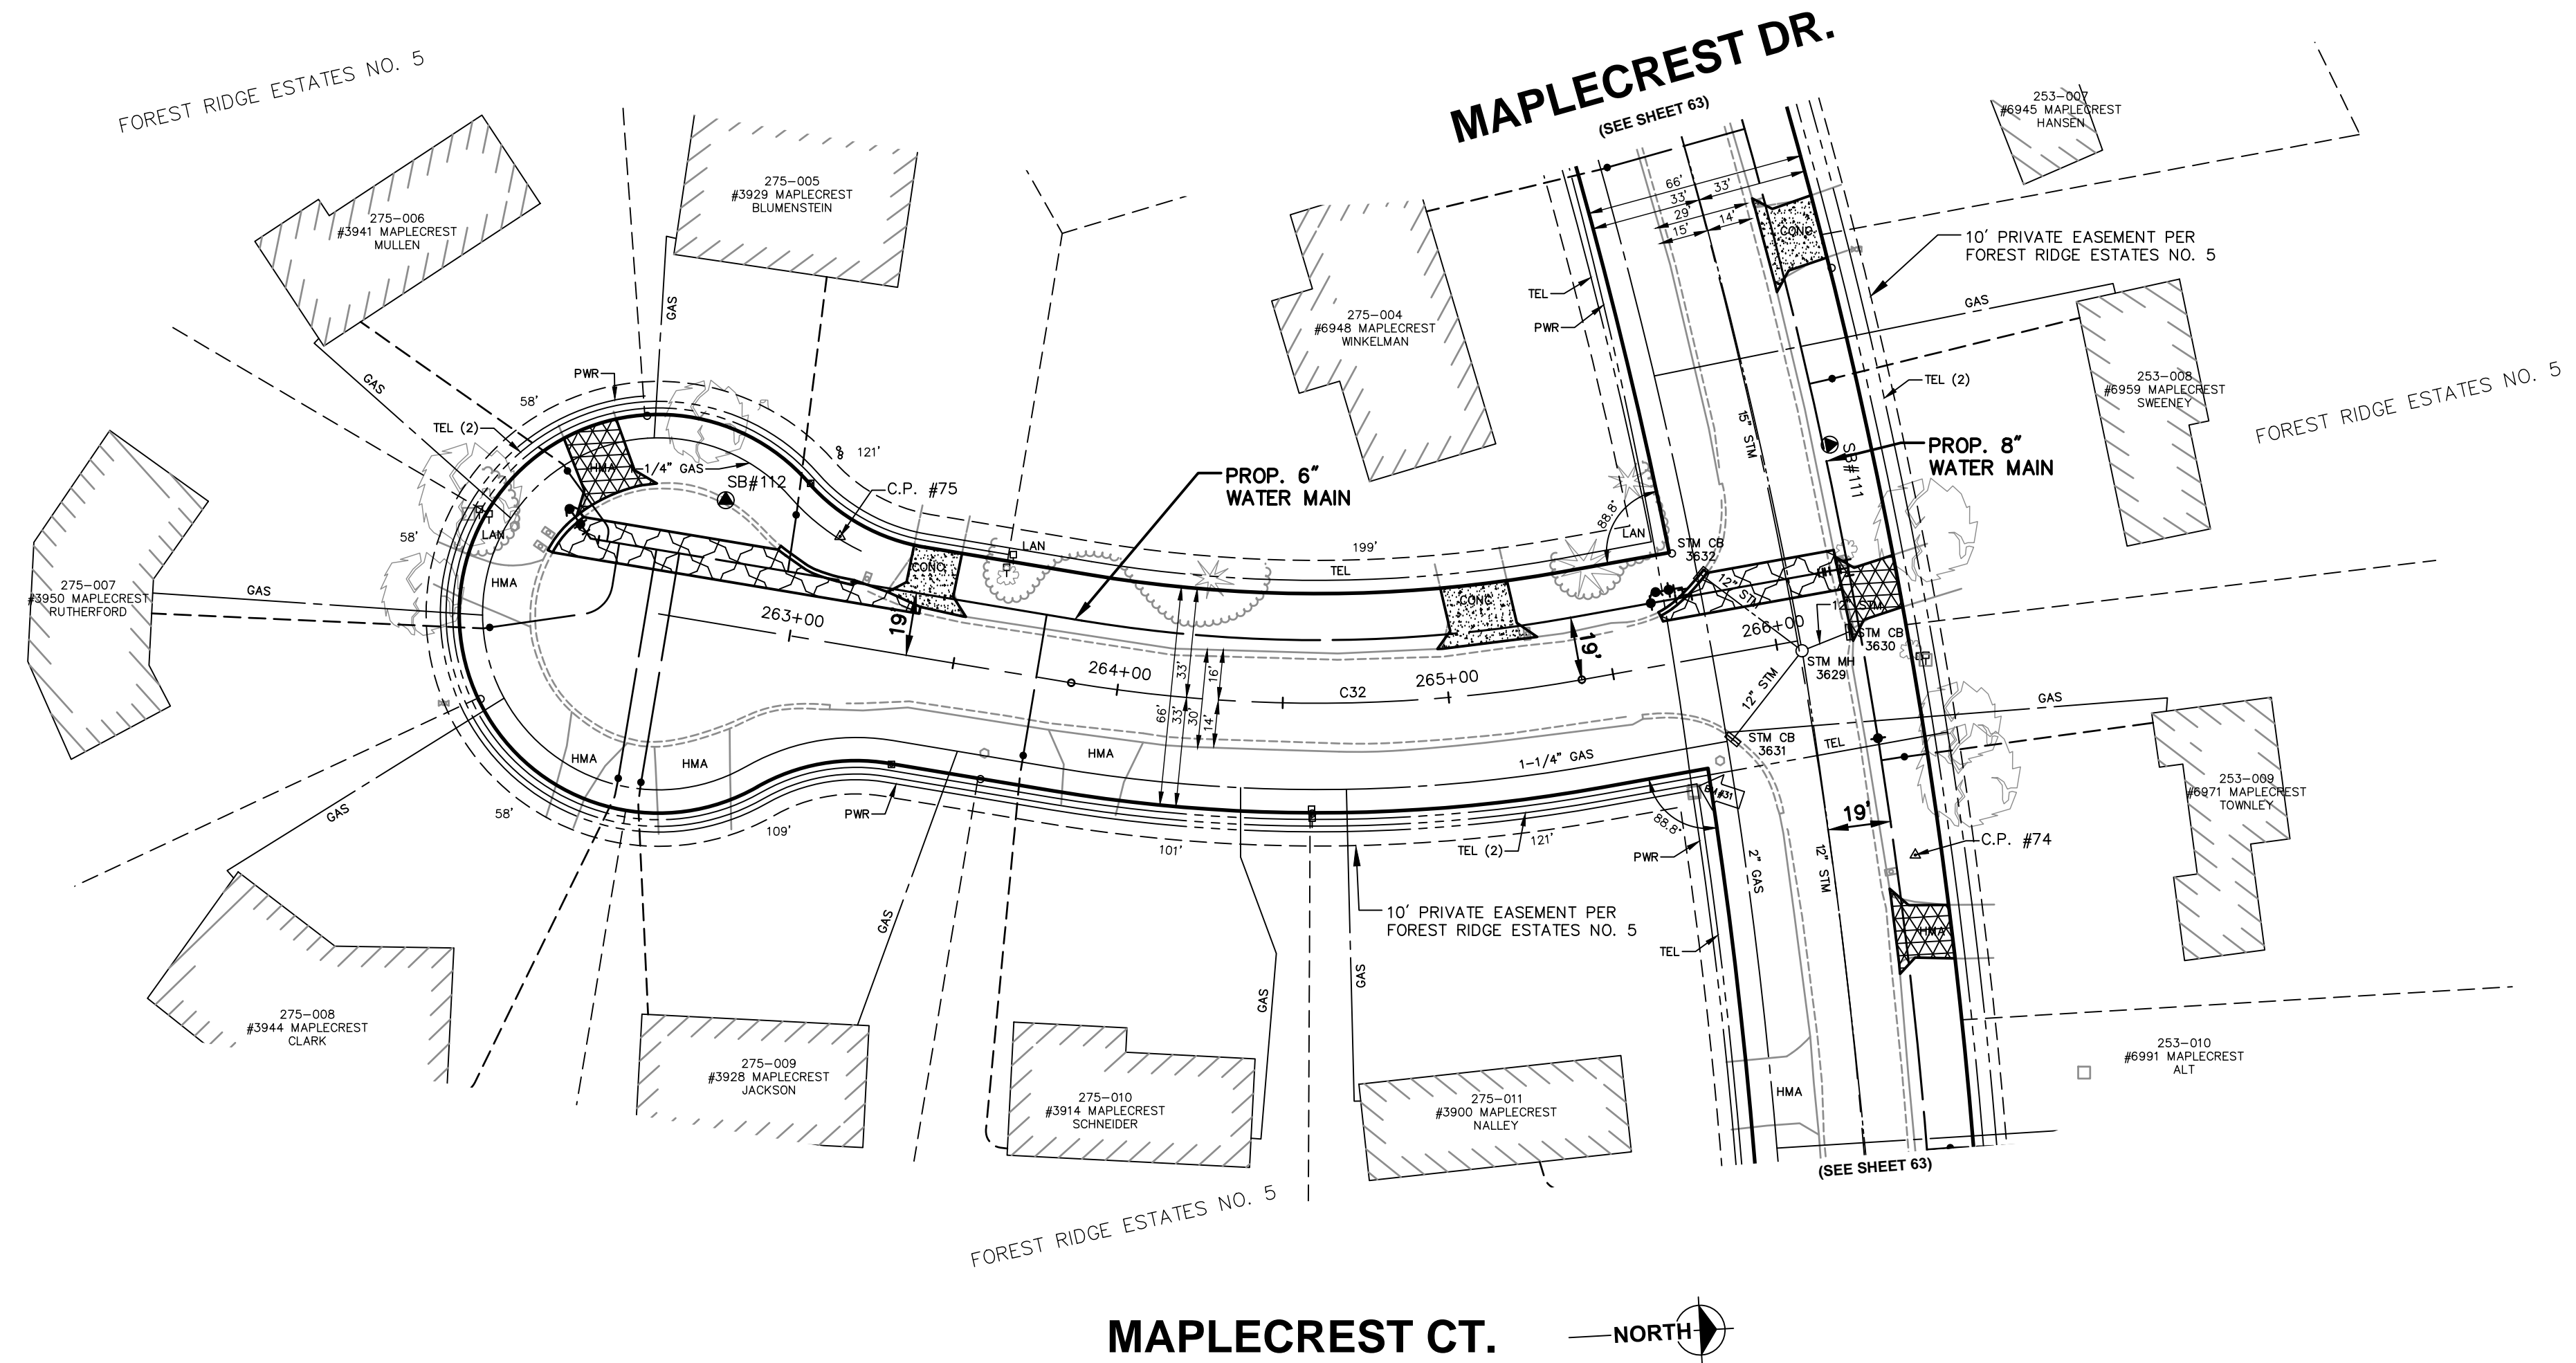 MAPLECREST DR.
(SEE SHEET 63)
FOREST RIDGE ESTATES NO. 5
275-006
#3941 MAPLECREST
MULLEN
275-005
#3929 MAPLECREST
BLUMENSTEIN
253-007
#6945 MAPLECREST
HANSEN
66'
33'
33'
29'
14'
15'
CONC
10' PRIVATE EASEMENT PER
FOREST RIDGE ESTATES NO. 5
GAS
GAS
TEL
PWR
275-004
#6948 MAPLECREST
WINKELMAN
253-008
#6959 MAPLECREST
SWEENEY
FOREST RIDGE ESTATES NO. 5
TEL (2)
GAS
PWR
58'
TEL (2)
121'
HMA
1-1/4" GAS
SB#112
C.P. #75
PROP. 6"
WATER MAIN
15" STM
SB#111
PROP. 8"
WATER MAIN
88.8'
LAN
LAN
58'
LAN
199'
TEL
STM CB
3632
275-007
#3950 MAPLECREST
RUTHERFORD
GAS
HMA
CONC
CONC
12" STM
12" STM
263+00
19'
264+00
C32
265+00
19'
266+00
STM CB
3630
STM MH
3629
33'
16'
66'
33'
30'
14'
12" STM
GAS
STM CB
3631
TEL
HMA
HMA
HMA
1-1/4" GAS
BM#31
253-009
#6971 MAPLECREST
TOWNLEY
GAS
58'
109'
PWR
101'
TEL (2)
121'
88.8'
PWR
2" GAS
12" STM
19'
C.P. #74
GAS
10' PRIVATE EASEMENT PER
FOREST RIDGE ESTATES NO. 5
TEL
HMA
GAS
GAS
275-008
#3944 MAPLECREST
CLARK
275-009
#3928 MAPLECREST
JACKSON
275-010
#3914 MAPLECREST
SCHNEIDER
275-011
#3900 MAPLECREST
NALLEY
HMA
253-010
#6991 MAPLECREST
ALT
(SEE SHEET 63)
FOREST RIDGE ESTATES NO. 5
MAPLECREST CT.
NORTH